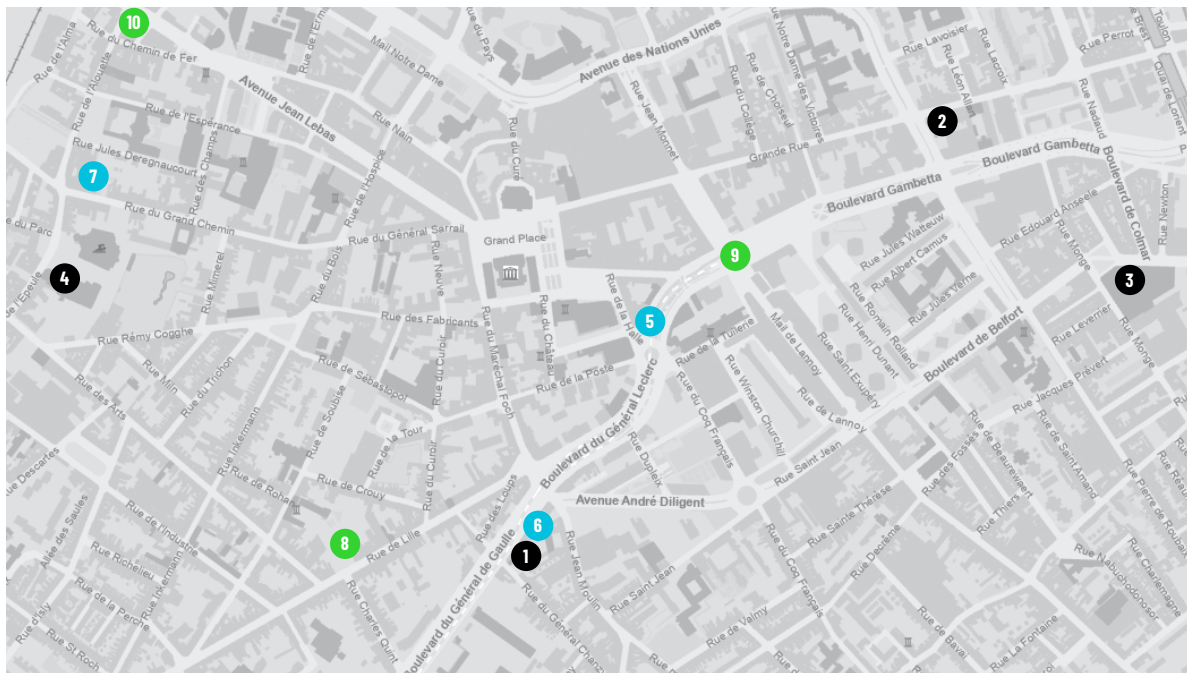 10
Rue de l'Alma
Rue du Chemin de Fer
Rue de l'Alouette
Rue de l'Espérance
Rue Jules Deregnaucourt
Rue des Champs
7
Rue du Grand Chemin
e du Parc
4
l'Epeule
Rue Mimerel
Rue du Bois
Rue de l'Hospice
Avenue Jean Lebas
Rue de l'Erm
Mail Notre Dame
Rue du Pays
Rue Nain
Rue du Curé
Avenue des Nations Unies
Rue Jean Monnet
Rue du Collège
Rue de Choiseul
Rue Notre Dame des Victoires
Grande Rue
2
Rue Lavoisier
Rue Léon Allart
Rue Lacroix
Rue Perrot
Rue Nadaud
Brest
Toulon
Quai de Lorient
Boulevard Gambetta
Boulevard Gambetta
Boulevard de Colmar
Rue Newton
Rue Edouard Anseele
Rue Monge
3
Rue Leverrier
Rue Monge
Rue Jules Watteuw
Rue Albert Camus
Rue Jules Verne
Rue Romain Rolland
Rue Henri Dunant
Rue Saint Exupéry
Boulevard de Belfort
Rue Jacques Prévert
Rue du Général Sarrail
Grand Place
Rue Neuve
9
5
Rue de la Halle
Rue de la Tuilerie
Mail de Lannoy
Rue de Lannoy
Rue Winston Churchill
Rue du Coq Français
Rue du Château
Rue du Maréchal Foch
Rue de la Poste
Rue des Fabricants
Rue du Curoir
Rue de Sébastopol
Rue Rémy Cogghe
Rue Miln
Rue du Trichon
Rue des Arts
Rue Inkermann
Rue de Soubise
Rue de la Tour
Rue du Curoir
Rue de Rohan
Rue de Crouy
8
Rue de Lille
Rue des Loups
Boulevard du Général Leclerc
Rue Dupleix
Avenue André Diligent
Rue Saint Jean
6
1
Boulevard du Général de Gaulle
Rue Jean Moulin
Rue Saint Jean
Rue du Général Chanzy
Rue Charles Quint
Rue Descartes
Allée des Saules
Rue de l'Industrie
Rue Richelieu
Rue Inkermann
Rue de la Perche
Rue d'Isly
Rue St Roch
Rue Sainte Thérèse
Rue Decrême
Rue du Coq Français
Rue de Valmy
Rue des Fossés
Rue de Beaurewaert
Rue de Saint Amand
Rue Pierre de Roubaix
Rue Thiers
Rue Nabuchodonosor
Rue Charlemagne
Rue La Fontaine
Rue de Bavai